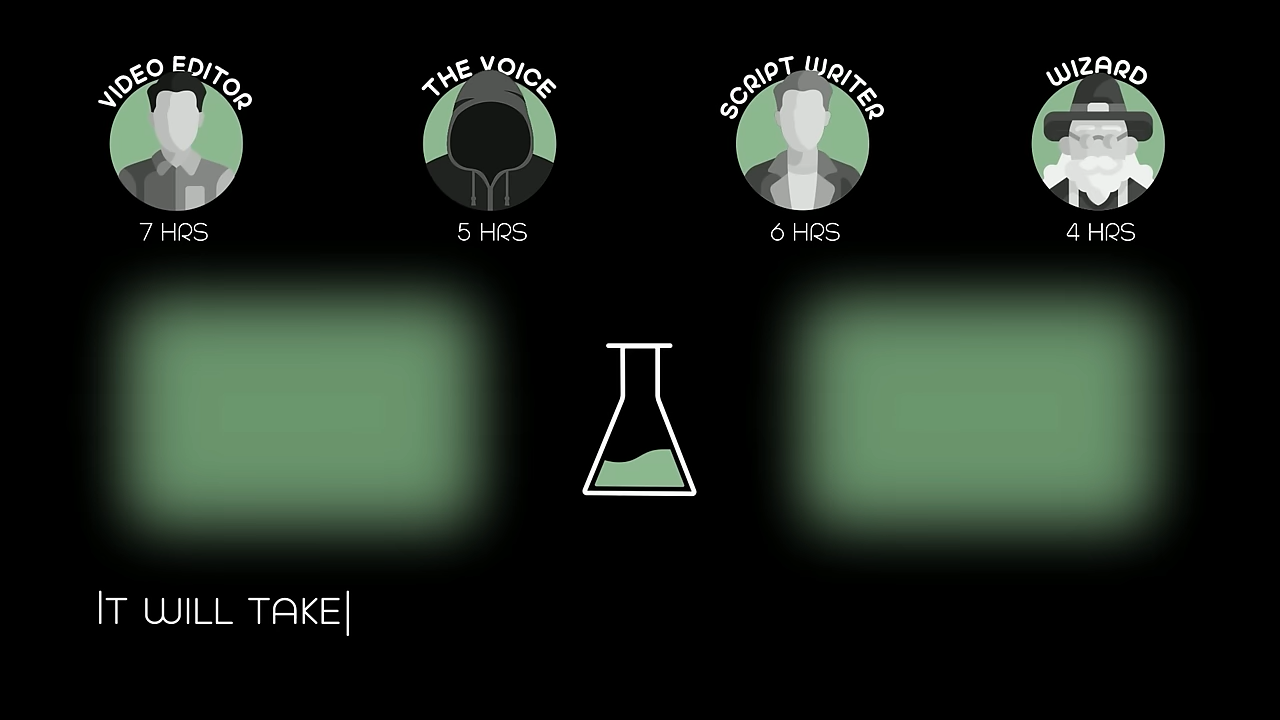 VIDEO EDITOR
THE VOICE
SCRIPT WRITER
WIZARD
7 HRS
5 HRS
6 HRS
4 HRS
IT WILL TAKE